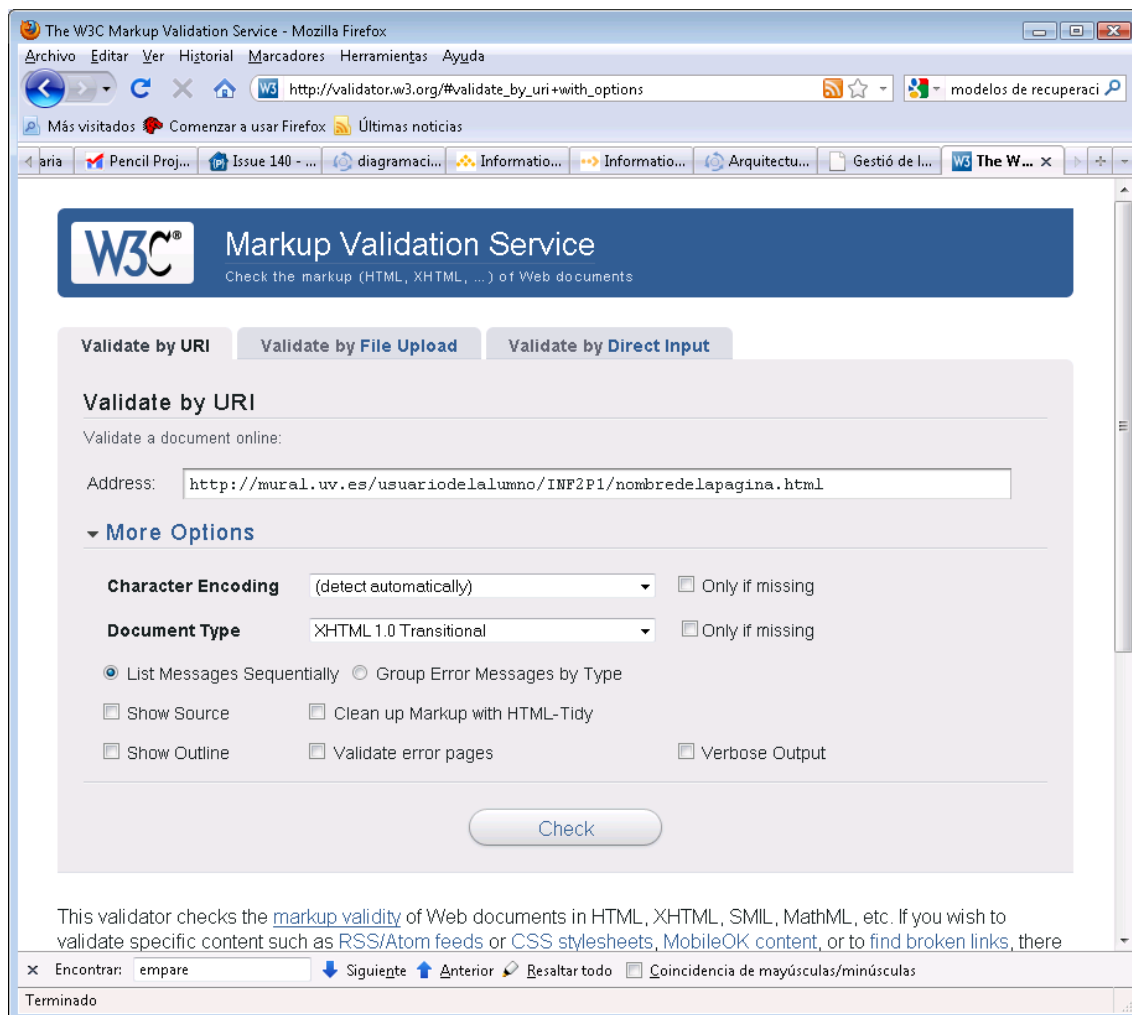 The W3C Markup Validation Service - Mozilla Firefox
Archivo Editar Ver Historial Marcadores Herramientas Ayuda
W3 http://validator.w3.org/#validate_by_uri+with_options modelos de recuperaci
Más visitados Comenzar a usar Firefox Últimas noticias
aria Pencil Proj... Issue 140 - ... diagramaci... Informatio... Informatio... Arquitectu... Gestió de l... W3 The W...
W3C® Markup Validation Service
Check the markup (HTML, XHTML, …) of Web documents
Validate by URI Validate by File Upload Validate by Direct Input
Validate by URI
Validate a document online:
Address: http://mural.uv.es/usuariodelalumno/INF2P1/nombredelapagina.html
More Options
Character Encoding (detect automatically) Only if missing
Document Type XHTML 1.0 Transitional Only if missing
List Messages Sequentially Group Error Messages by Type
Show Source Clean up Markup with HTML-Tidy
Show Outline Validate error pages Verbose Output
Check
This validator checks the markup validity of Web documents in HTML, XHTML, SMIL, MathML, etc. If you wish to
validate specific content such as RSS/Atom feeds or CSS stylesheets, MobileOK content, or to find broken links, there
Encontrar: empare Siguiente Anterior Resaltar todo Coincidencia de mayúsculas/minúsculas
Terminado